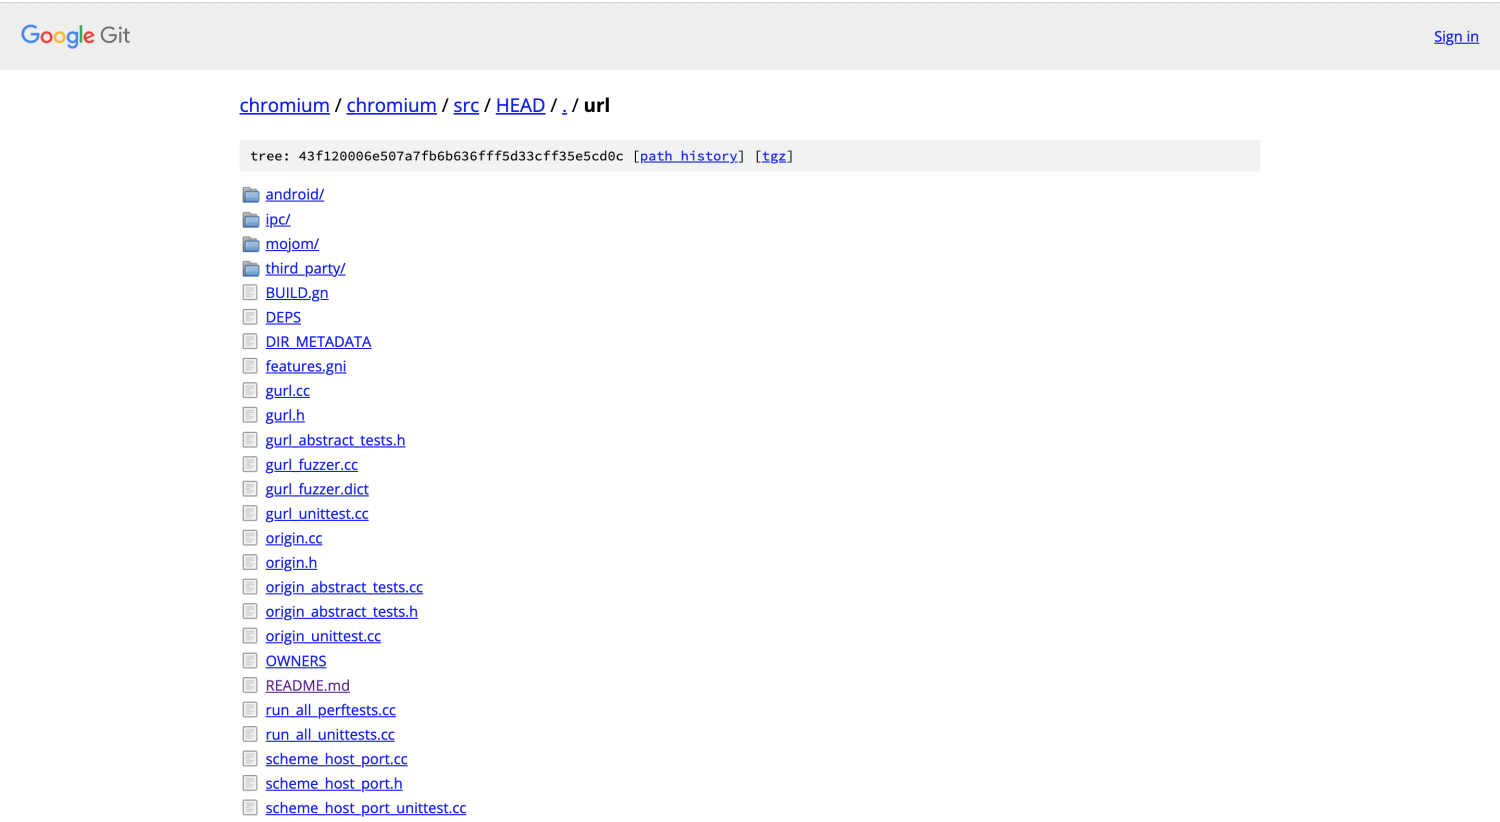 Google Git
Sign in
chromium / chromium / src / HEAD / . / url
tree: 43f120006e507a7fb6b636fff5d33cff35e5cd0c [path history] [tgz]
android/
ipc/
mojom/
third_party/
BUILD.gn
DEPS
DIR_METADATA
features.gni
gurl.cc
gurl.h
gurl_abstract_tests.h
gurl_fuzzer.cc
gurl_fuzzer.dict
gurl_unittest.cc
origin.cc
origin.h
origin_abstract_tests.cc
origin_abstract_tests.h
origin_unittest.cc
OWNERS
README.md
run_all_perftests.cc
run_all_unittests.cc
scheme_host_port.cc
scheme_host_port.h
scheme_host_port_unittest.cc